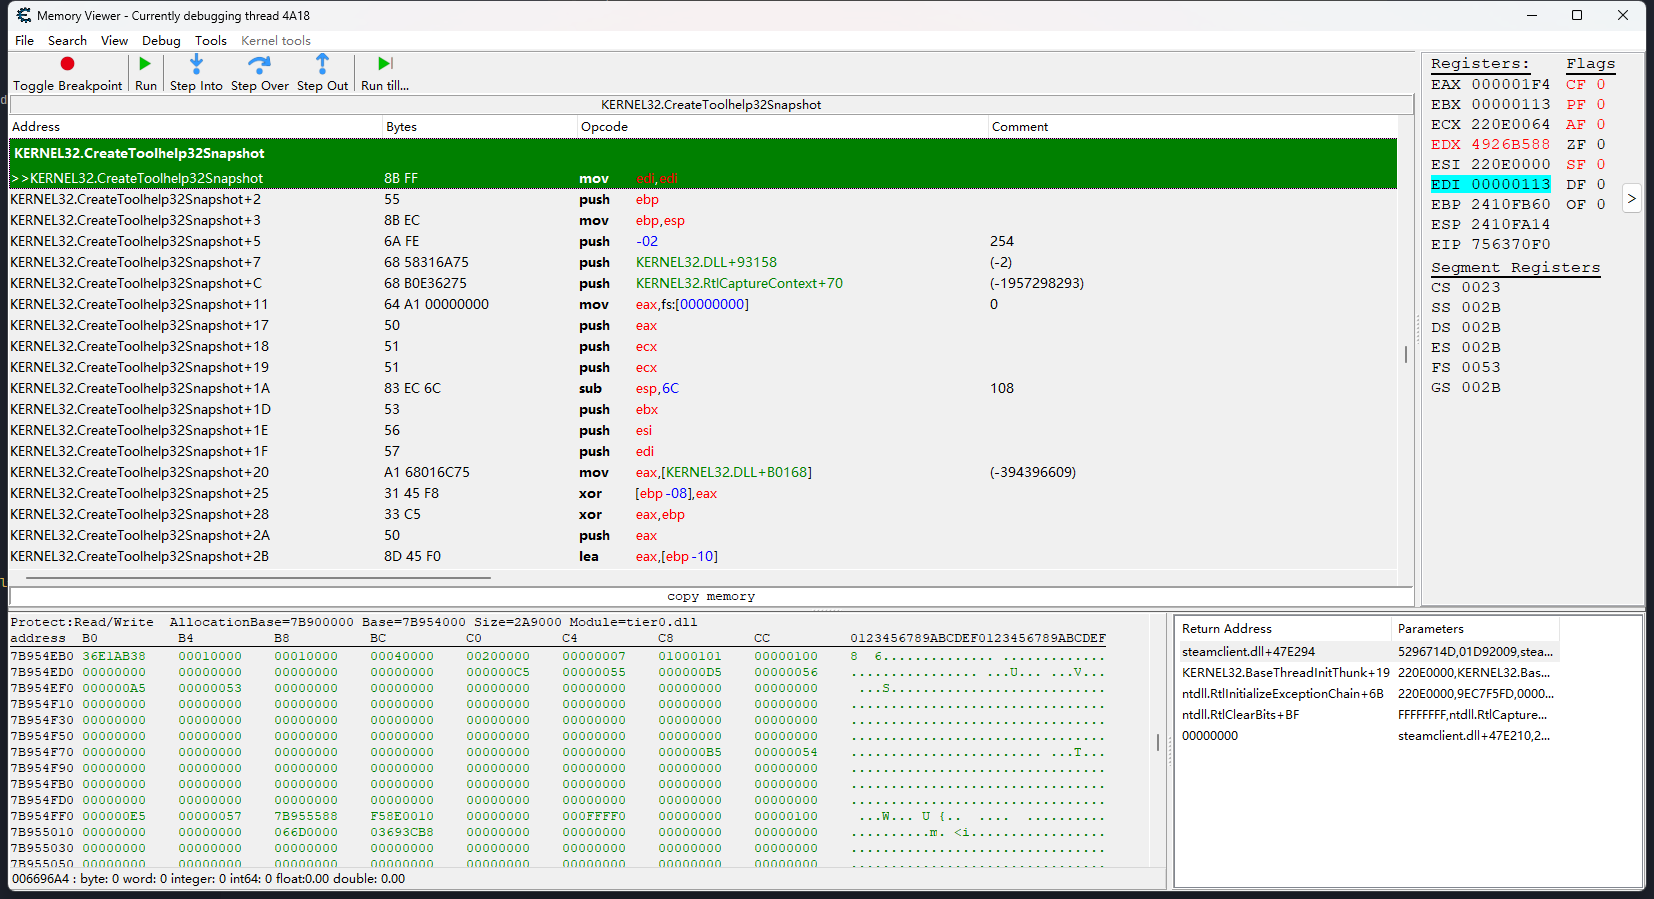 Memory Viewer - Currently debugging thread 4A18
File Search View Debug Tools Kernel tools
Toggle Breakpoint Run Step Into Step Over Step Out Run till...
KERNEL32.CreateToolhelp32Snapshot
Address Bytes Opcode Comment
KERNEL32.CreateToolhelp32Snapshot
>>KERNEL32.CreateToolhelp32Snapshot 8B FF mov edi,edi
KERNEL32.CreateToolhelp32Snapshot+2 55 push ebp
KERNEL32.CreateToolhelp32Snapshot+3 8B EC mov ebp,esp
KERNEL32.CreateToolhelp32Snapshot+5 6A FE push -02 254
KERNEL32.CreateToolhelp32Snapshot+7 68 58316A75 push KERNEL32.DLL+93158 (-2)
KERNEL32.CreateToolhelp32Snapshot+C 68 B0E36275 push KERNEL32.RtlCaptureContext+70 (-1957298293)
KERNEL32.CreateToolhelp32Snapshot+11 64 A1 00000000 mov eax,fs:[00000000] 0
KERNEL32.CreateToolhelp32Snapshot+17 50 push eax
KERNEL32.CreateToolhelp32Snapshot+18 51 push ecx
KERNEL32.CreateToolhelp32Snapshot+19 51 push ecx
KERNEL32.CreateToolhelp32Snapshot+1A 83 EC 6C sub esp,6C 108
KERNEL32.CreateToolhelp32Snapshot+1D 53 push ebx
KERNEL32.CreateToolhelp32Snapshot+1E 56 push esi
KERNEL32.CreateToolhelp32Snapshot+1F 57 push edi
KERNEL32.CreateToolhelp32Snapshot+20 A1 68016C75 mov eax,[KERNEL32.DLL+B0168] (-394396609)
KERNEL32.CreateToolhelp32Snapshot+25 31 45 F8 xor [ebp-08],eax
KERNEL32.CreateToolhelp32Snapshot+28 33 C5 xor eax,ebp
KERNEL32.CreateToolhelp32Snapshot+2A 50 push eax
KERNEL32.CreateToolhelp32Snapshot+2B 8D 45 F0 lea eax,[ebp-10]
copy memory
Registers: Flags
EAX 000001F4 CF 0
EBX 00000113 PF 0
ECX 220E0064 AF 0
EDX 4926B588 ZF 0
ESI 220E0000 SF 0
EDI 00000113 DF 0
EBP 2410FB60 OF 0
ESP 2410FA14
EIP 756370F0
>
Segment Registers
CS 0023
SS 002B
DS 002B
ES 002B
FS 0053
GS 002B
Protect:Read/Write AllocationBase=7B900000 Base=7B954000 Size=2A9000 Module=tier0.dll
address B0 B4 B8 BC C0 C4 C8 CC 0123456789ABCDEF0123456789ABCDEF
7B954EB0 36E1AB38 00010000 00010000 00040000 00200000 00000007 01000101 00000100 8 6............. .............
7B954ED0 00000000 00000000 00000000 00000000 000000C5 00000055 000000D5 00000056 ................ ...U... ...V...
7B954EF0 000000A5 00000053 00000000 00000000 00000000 00000000 00000000 00000000 ...S...........................
7B954F10 00000000 00000000 00000000 00000000 00000000 00000000 00000000 00000000 ................................
7B954F30 00000000 00000000 00000000 00000000 00000000 00000000 00000000 00000000 ................................
7B954F50 00000000 00000000 00000000 00000000 00000000 00000000 00000000 00000000 ................................
7B954F70 00000000 00000000 00000000 00000000 00000000 00000000 000000B5 00000054 ........................ ...T...
7B954F90 00000000 00000000 00000000 00000000 00000000 00000000 00000000 00000000 ................................
7B954FB0 00000000 00000000 00000000 00000000 00000000 00000000 00000000 00000000 ................................
7B954FD0 00000000 00000000 00000000 00000000 00000000 00000000 00000000 00000000 ................................
7B954FF0 000000E5 00000057 7B955588 F58E0010 00000000 000FFFF0 00000000 00000100 ...W... U {.. .... ..........
7B955010 00000000 00000000 066D0000 03693CB8 00000000 00000000 00000000 00000000 ..........m. <i.................
7B955030 00000000 00000000 00000000 00000000 00000000 00000000 00000000 00000000 ................................
7B955050 00000000 00000000 00000000 00000000 00000000 00000000 00000000 00000000 ................................
006696A4 : byte: 0 word: 0 integer: 0 int64: 0 float:0.00 double: 0.00
Return Address Parameters
steamclient.dll+47E294 5296714D,01D92009,stea...
KERNEL32.BaseThreadInitThunk+19 220E0000,KERNEL32.Bas...
ntdll.RtlInitializeExceptionChain+6B 220E0000,9EC7F5FD,0000...
ntdll.RtlClearBits+BF FFFFFFFF,ntdll.RtlCapture...
00000000 steamclient.dll+47E210,2...